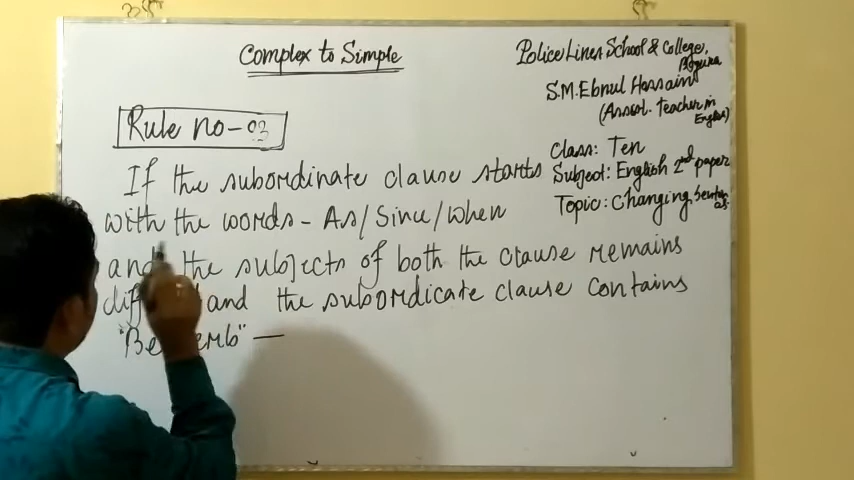 Complex to Simple
Police Lines School & College,
Bogura
S.M. Ebnul Hossain
(Assist. Teacher in
English)
Class: Ten
Subject: English 2nd paper
Topic: Changing
Rule no-03
If the subordinate clause starts
with the words - As/Since/When
and the subjects of both the clause remains
and the subordicate clause contains
"Be verb" —